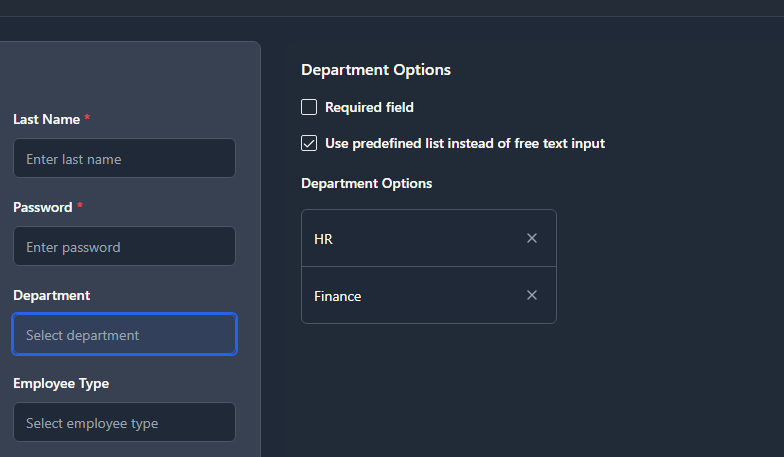 Last Name *
Enter last name
Password *
Enter password
Department
Select department
Employee Type
Select employee type
Department Options
Required field
Use predefined list instead of free text input
Department Options
HR
Finance